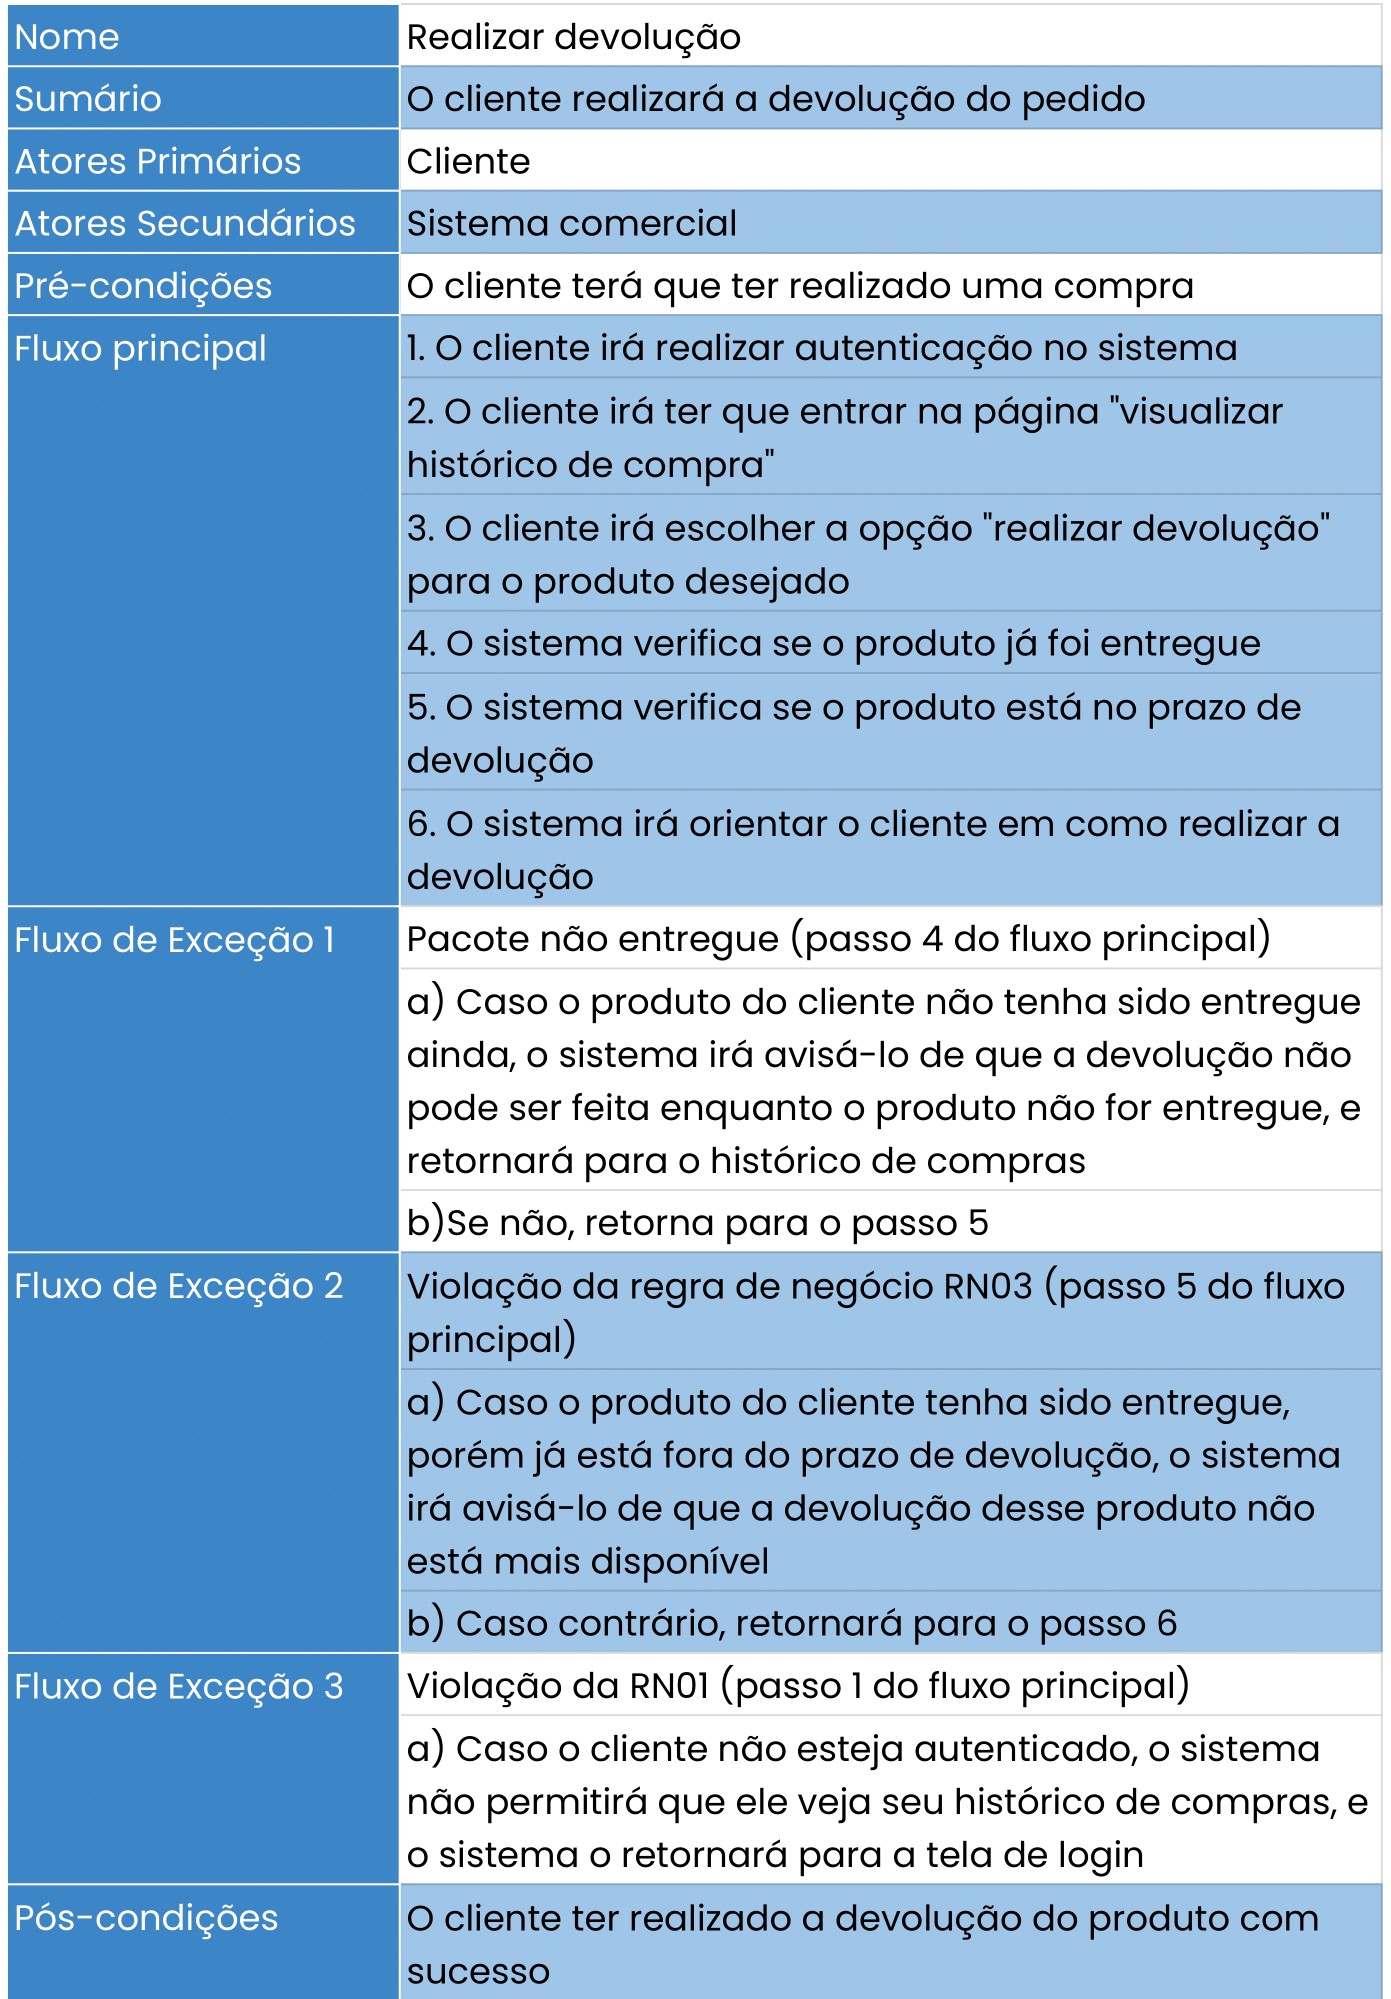 Nome
Realizar devolução
Sumário
O cliente realizará a devolução do pedido
Atores Primários
Cliente
Atores Secundários
Sistema comercial
Pré-condições
O cliente terá que ter realizado uma compra
Fluxo principal
1. O cliente irá realizar autenticação no sistema
2. O cliente irá ter que entrar na página "visualizar
histórico de compra"
3. O cliente irá escolher a opção "realizar devolução"
para o produto desejado
4. O sistema verifica se o produto já foi entregue
5. O sistema verifica se o produto está no prazo de
devolução
6. O sistema irá orientar o cliente em como realizar a
devolução
Fluxo de Exceção 1
Pacote não entregue (passo 4 do fluxo principal)
a) Caso o produto do cliente não tenha sido entregue
ainda, o sistema irá avisá-lo de que a devolução não
pode ser feita enquanto o produto não for entregue, e
retornará para o histórico de compras
b)Se não, retorna para o passo 5
Fluxo de Exceção 2
Violação da regra de negócio RN03 (passo 5 do fluxo
principal)
a) Caso o produto do cliente tenha sido entregue,
porém já está fora do prazo de devolução, o sistema
irá avisá-lo de que a devolução desse produto não
está mais disponível
b) Caso contrário, retornará para o passo 6
Fluxo de Exceção 3
Violação da RN01 (passo 1 do fluxo principal)
a) Caso o cliente não esteja autenticado, o sistema
não permitirá que ele veja seu histórico de compras, e
o sistema o retornará para a tela de login
Pós-condições
O cliente ter realizado a devolução do produto com
sucesso